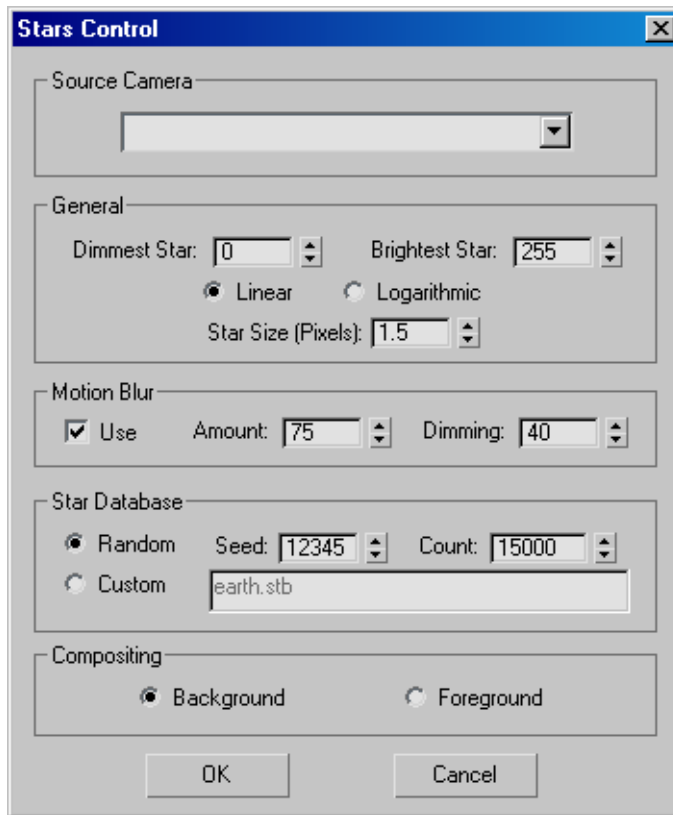 Stars Control
Source Camera
General
Dimmest Star: 0 Brightest Star: 255
Linear Logarithmic
Star Size (Pixels): 1.5
Motion Blur
Use Amount: 75 Dimming: 40
Star Database
Random Seed: 12345 Count: 15000
Custom earth.stb
Compositing
Background Foreground
OK Cancel